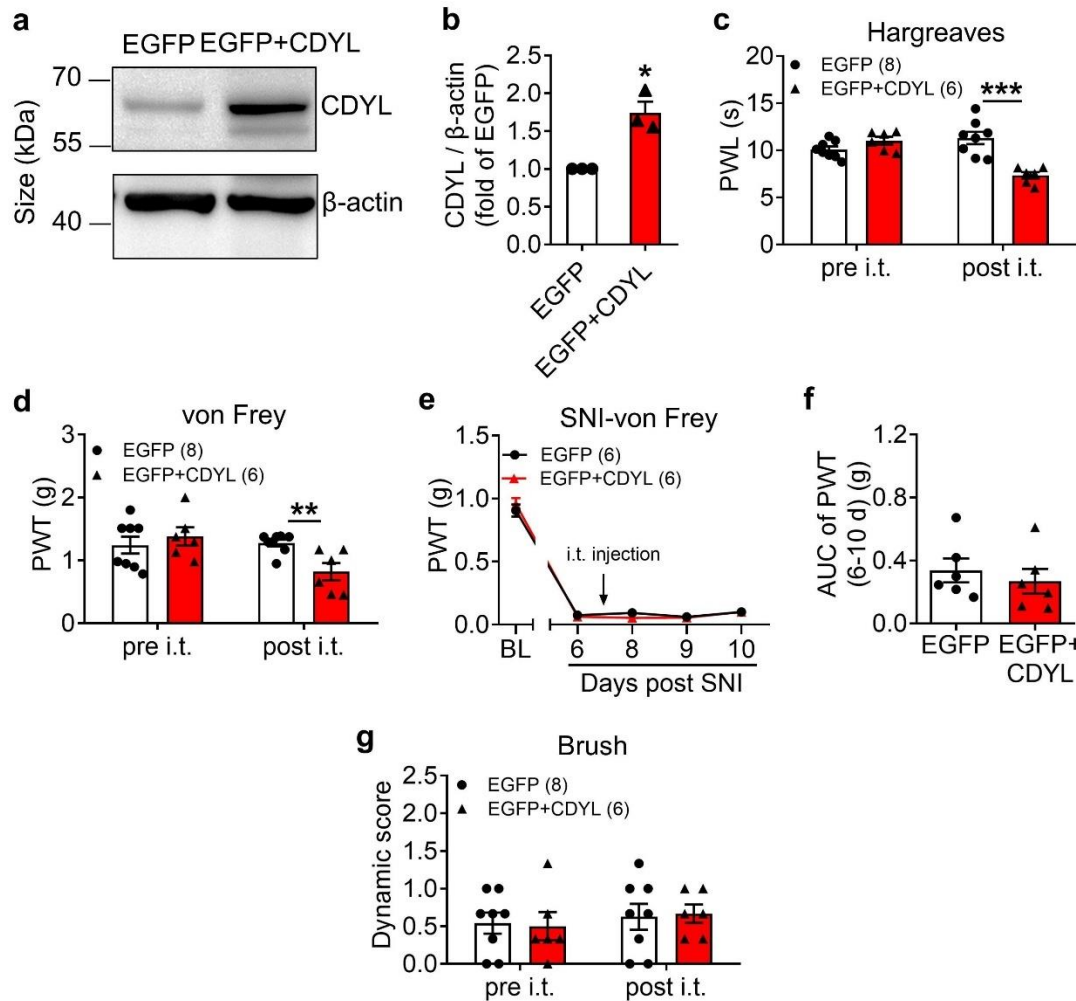 a
EGFP EGFP+CDYL
Size (kDa)
70
55
40
CDYL
β-actin
b
CDYL / β-actin
(fold of EGFP)
2.5
2.0
1.5
1.0
0.5
0.0
*
EGFP
EGFP+CDYL
c
Hargreaves
EGFP (8)
EGFP+CDYL (6)
***
PWL (s)
20
15
10
5
0
pre i.t. post i.t.
d
von Frey
EGFP (8)
EGFP+CDYL (6)
**
PWT (g)
3
2
1
0
pre i.t. post i.t.
e
SNI-von Frey
EGFP (6)
EGFP+CDYL (6)
PWT (g)
1.5
1.0
0.5
0.0
i.t. injection
BL 6 8 9 10
Days post SNI
f
AUC of PWT
(6-10 d) (g)
1.2
0.8
0.4
0.0
EGFP EGFP+
CDYL
g
Brush
EGFP (8)
EGFP+CDYL (6)
Dynamic score
2.5
2.0
1.5
1.0
0.5
0.0
pre i.t. post i.t.